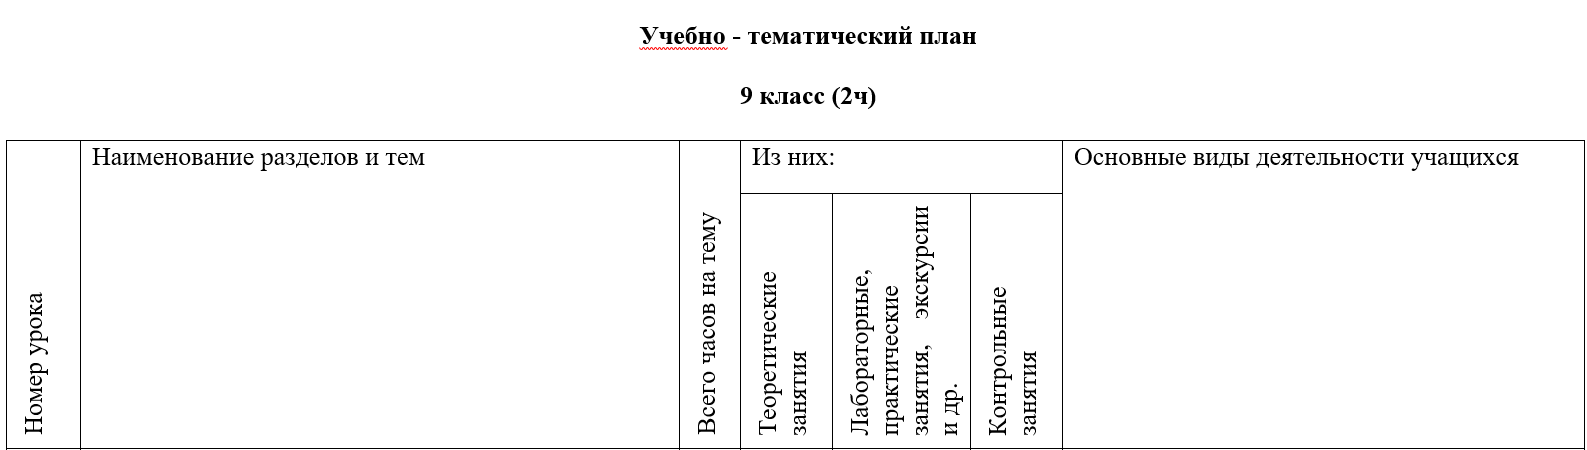 Учебно - тематический план
9 класс (2ч)
Номер урока
Наименование разделов и тем
Всего часов на тему
Из них:
Теоретические
занятия
Лабораторные,
практические
занятия, экскурсии
и др.
Контрольные
занятия
Основные виды деятельности учащихся